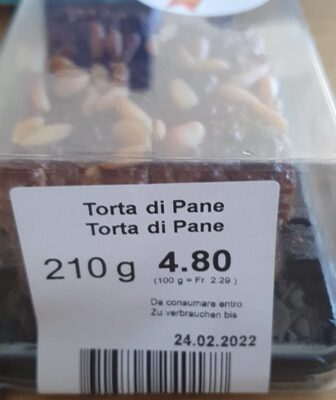 Torta di Pane
Torta di Pane
210 g 4.80
(100 g = Fr. 2.29 )
Da consumare entro
Zu verbrauchen bis
24.02.2022